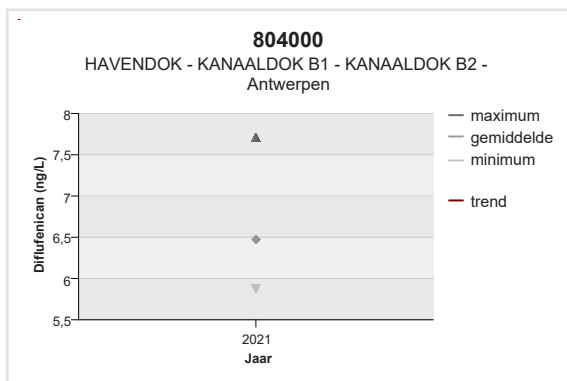 804000
HAVENDOK - KANAALDOK B1 - KANAALDOK B2 -
Antwerpen
Diflufenican (ng/L)
8
7,5
7
6,5
6
5,5
2021
Jaar
maximum
gemiddelde
minimum
trend